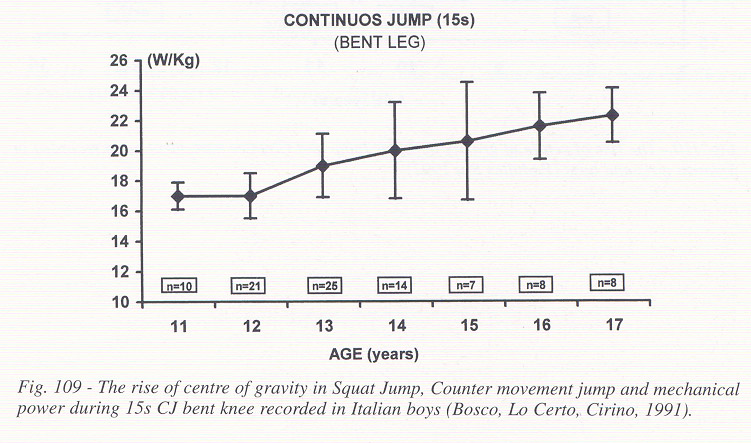 CONTINUOS JUMP (15s)
(BENT LEG)
(W/Kg)
26
24
22
20
18
16
14
12
10
n=10 n=21 n=25 n=14 n=7 n=8 n=8
11 12 13 14 15 16 17
AGE (years)
Fig. 109 - The rise of centre of gravity in Squat Jump, Counter movement jump and mechanical
power during 15s CJ bent knee recorded in Italian boys (Bosco, Lo Certo, Cirino, 1991).